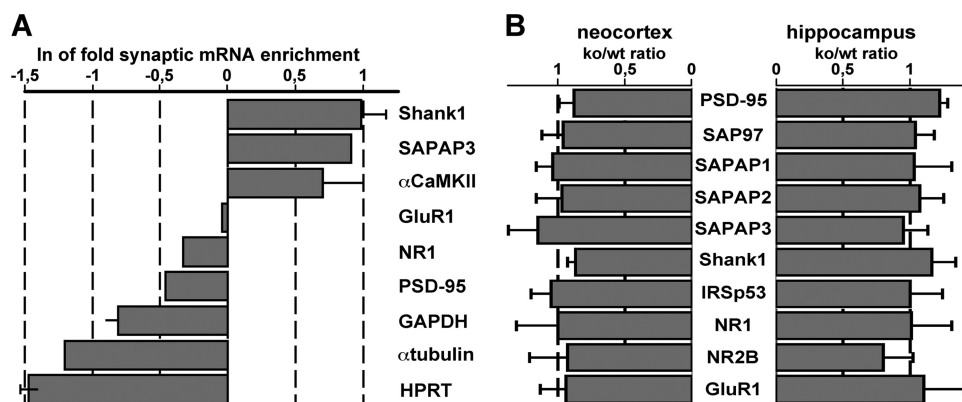 A
ln of fold synaptic mRNA enrichment
-1,5 -1 -0,5 0 0,5 1
Shank1
SAPAP3
αCaMKII
GluR1
NR1
PSD-95
GAPDH
αtubulin
HPRT
B
neocortex hippocampus
ko/wt ratio ko/wt ratio
1 0,5 0 0 0,5 1
PSD-95
SAP97
SAPAP1
SAPAP2
SAPAP3
Shank1
IRSp53
NR1
NR2B
GluR1